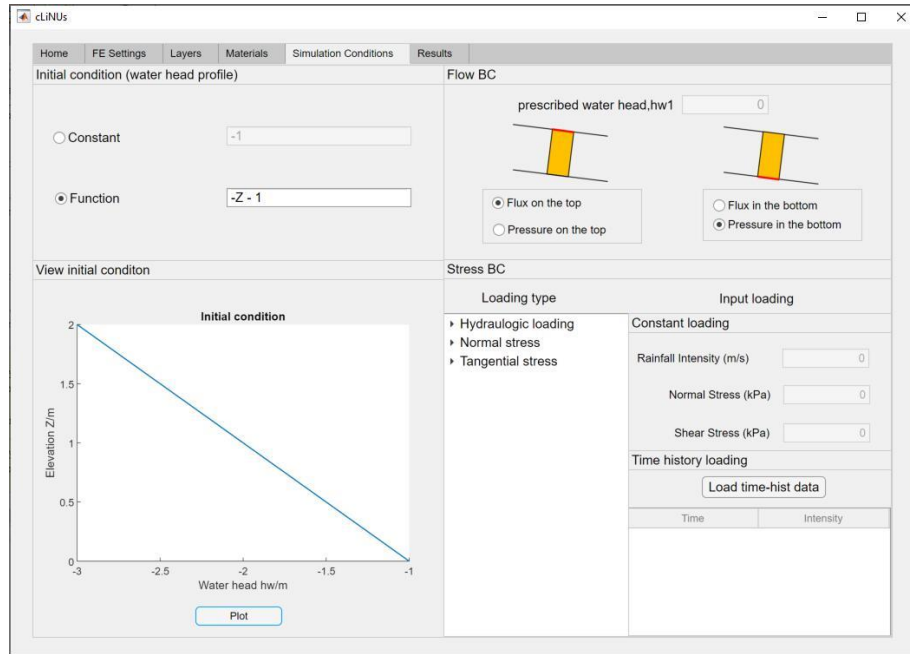 cLiNUs
Home FE Settings Layers Materials Simulation Conditions Results
Initial condition (water head profile)
Constant
-1
Function
-Z - 1
View initial conditon
Initial condition
2
1.5
1
0.5
0
Elevation Z/m
-3 -2.5 -2 -1.5 -1
Water head hw/m
Plot
Flow BC
prescribed water head,hw1
0
Flux on the top
Pressure on the top
Flux in the bottom
Pressure in the bottom
Stress BC
Loading type
Hydraulogic loading
Normal stress
Tangential stress
Input loading
Constant loading
Rainfall Intensity (m/s) 0
Normal Stress (kPa) 0
Shear Stress (kPa) 0
Time history loading
Load time-hist data
Time Intensity